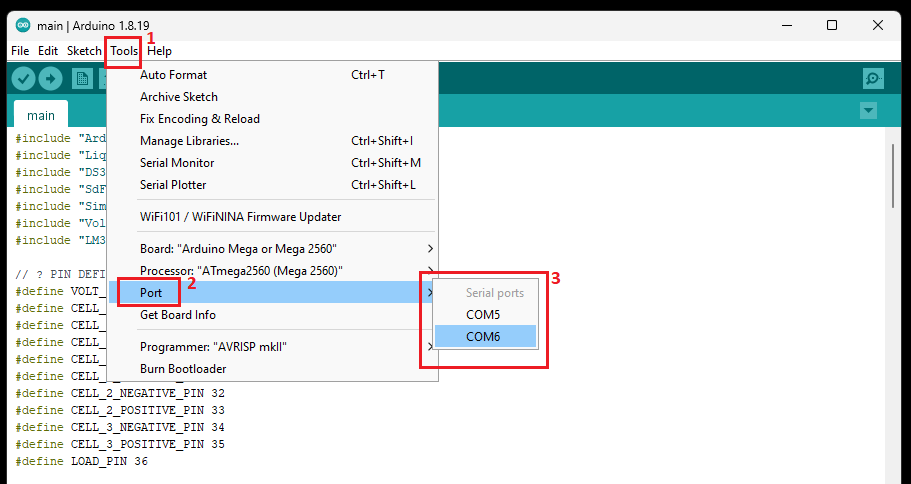 main | Arduino 1.8.19
1
File Edit Sketch Tools Help
Auto Format Ctrl+T
Archive Sketch
main
Fix Encoding & Reload
#include "Ard
Manage Libraries... Ctrl+Shift+I
#include "Liq
Serial Monitor Ctrl+Shift+M
#include "DS3
Serial Plotter Ctrl+Shift+L
#include "SdF
#include "Sim
WiFi101 / WiFiNINA Firmware Updater
#include "Vol
#include "LM3
Board: "Arduino Mega or Mega 2560"
Processor: "ATmega2560 (Mega 2560)"
// ? PIN DEFI
2
3
Port
Serial ports
#define VOLT_
#define CELL_
Get Board Info
COM5
#define CELL_
COM6
#define CELL_
Programmer: "AVRISP mkII"
#define CELL_
Burn Bootloader
#define CELL_
#define CELL_2_NEGATIVE_PIN 32
#define CELL_2_POSITIVE_PIN 33
#define CELL_3_NEGATIVE_PIN 34
#define CELL_3_POSITIVE_PIN 35
#define LOAD_PIN 36